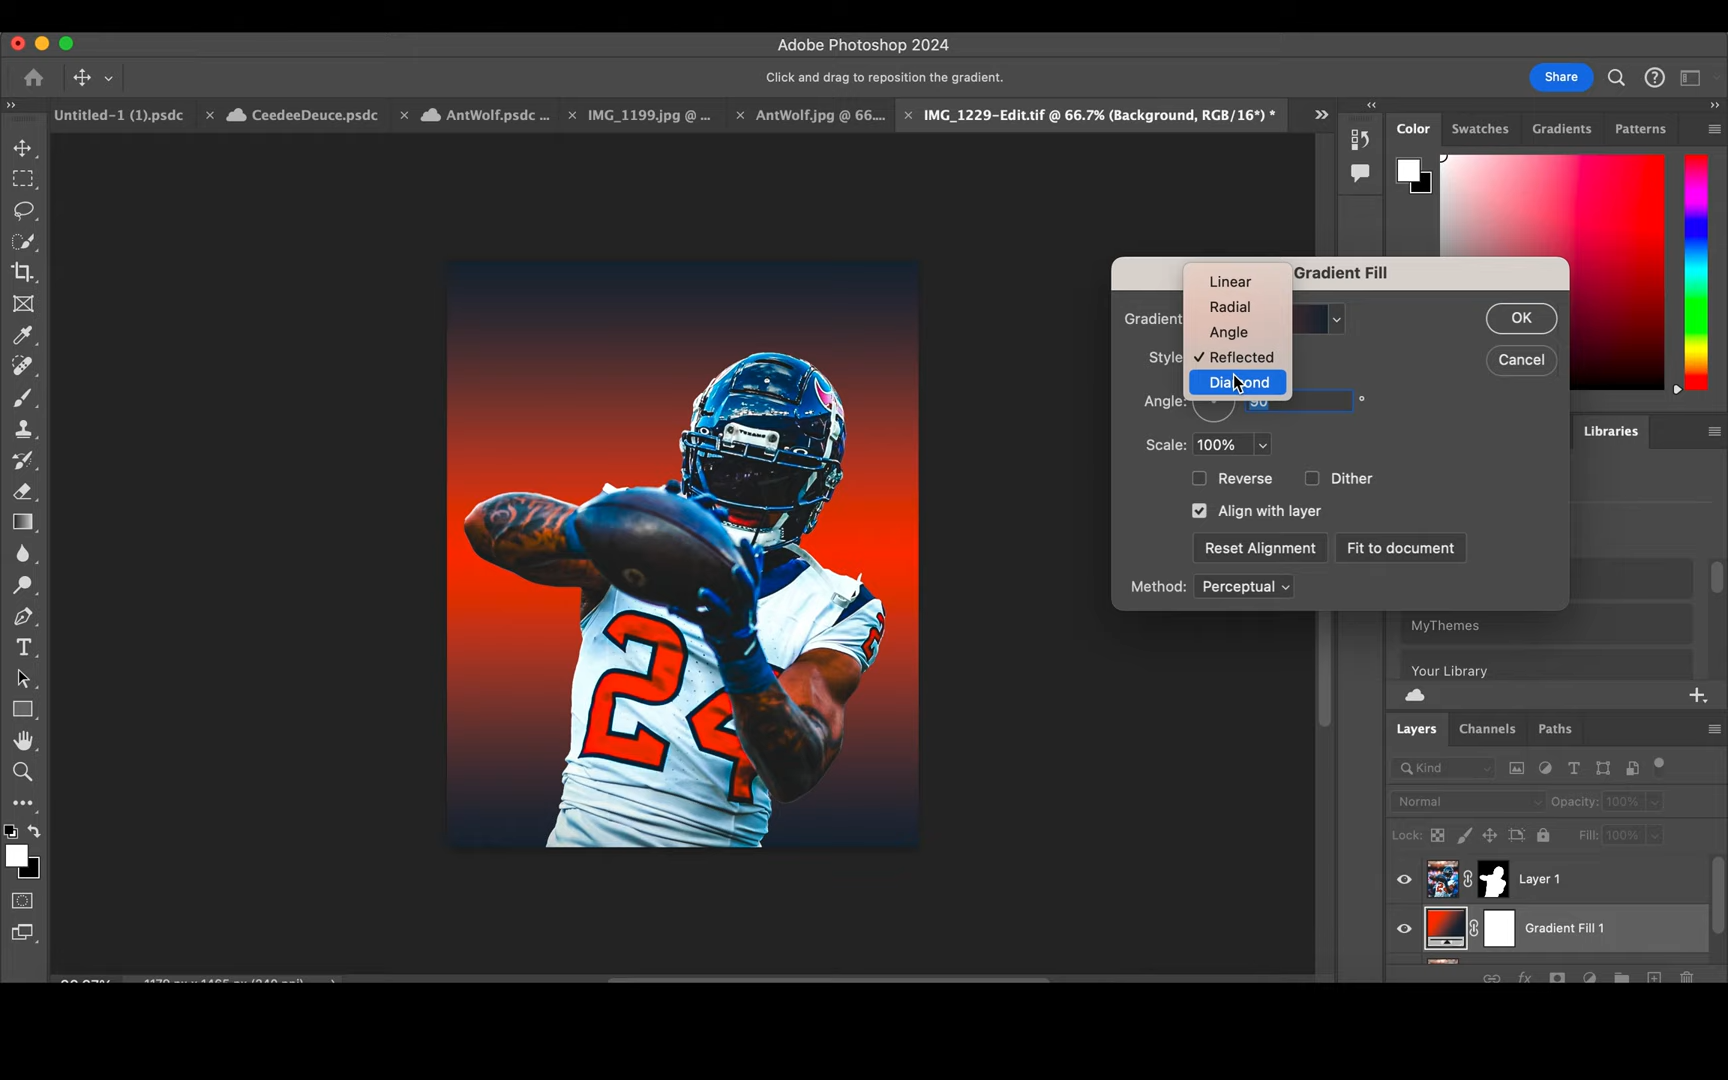 Adobe Photoshop 2024
Click and drag to reposition the gradient.
Share
Untitled-1 (1).psdc
CeedeeDeuce.psdc
AntWolf.psdc ...
IMG_1199.jpg @ ...
AntWolf.jpg @ 66....
IMG_1229-Edit.tif @ 66.7% (Background, RGB/16*) *
Color
Swatches
Gradients
Patterns
Gradient Fill
Linear
Radial
Angle
Reflected
Diamond
Gradient
Style
Angle:
90
°
Scale: 100%
Reverse
Dither
Align with layer
Reset Alignment
Fit to document
Method: Perceptual
OK
Cancel
Libraries
MyThemes
Your Library
Layers
Channels
Paths
Kind
Normal
Opacity: 100%
Lock:
Fill: 100%
Layer 1
Gradient Fill 1
TEXANS
24
2